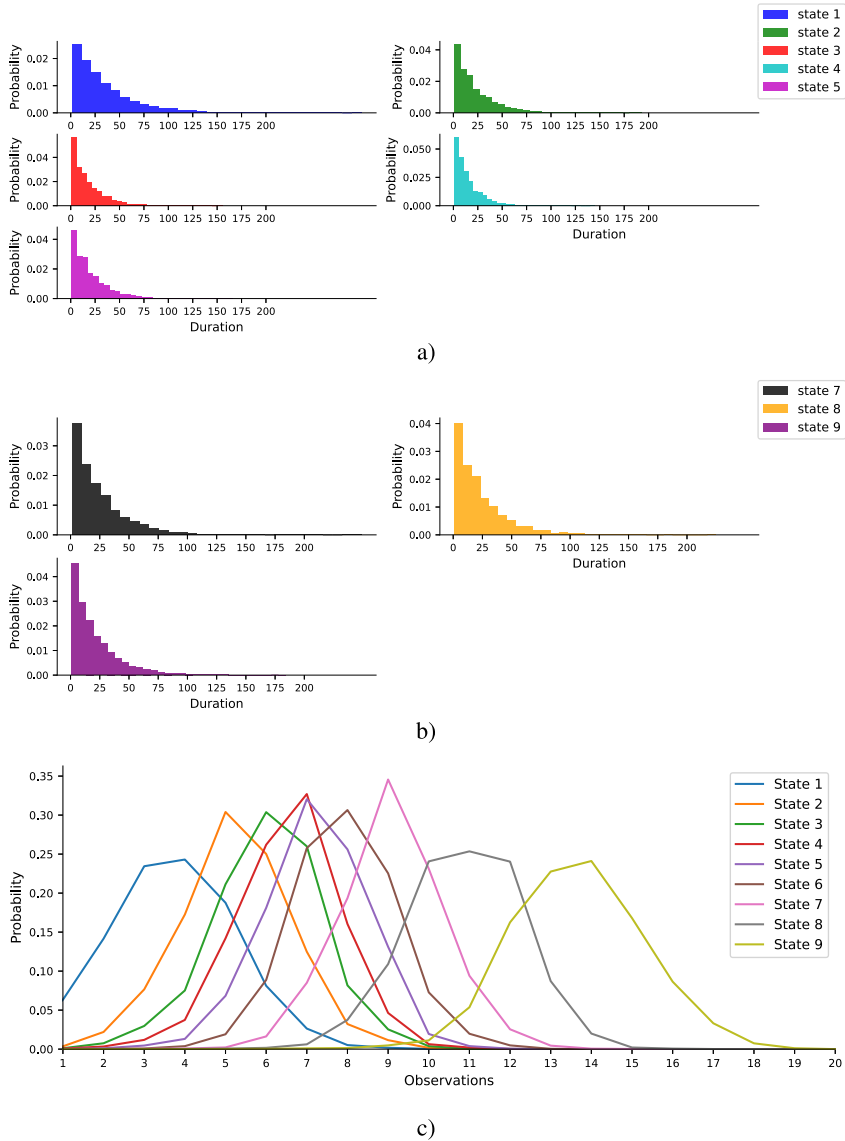 state 1
state 2
state 3
state 4
state 5
Probability
0.02
0.01
0.00
0 25 50 75 100 125 150 175 200
Probability
0.04
0.02
0.00
0 25 50 75 100 125 150 175 200
Probability
0.04
0.02
0.00
0 25 50 75 100 125 150 175 200
Probability
0.050
0.025
0.000
0 25 50 75 100 125 150 175 200
Duration
Probability
0.04
0.02
0.00
0 25 50 75 100 125 150 175 200
Duration
a)
state 7
state 8
state 9
Probability
0.03
0.02
0.01
0.00
0 25 50 75 100 125 150 175 200
Probability
0.04
0.03
0.02
0.01
0.00
0 25 50 75 100 125 150 175 200
Duration
Probability
0.04
0.03
0.02
0.01
0.00
0 25 50 75 100 125 150 175 200
Duration
b)
Probability
0.35
0.30
0.25
0.20
0.15
0.10
0.05
0.00
1 2 3 4 5 6 7 8 9 10 11 12 13 14 15 16 17 18 19 20
Observations
State 1
State 2
State 3
State 4
State 5
State 6
State 7
State 8
State 9
c)